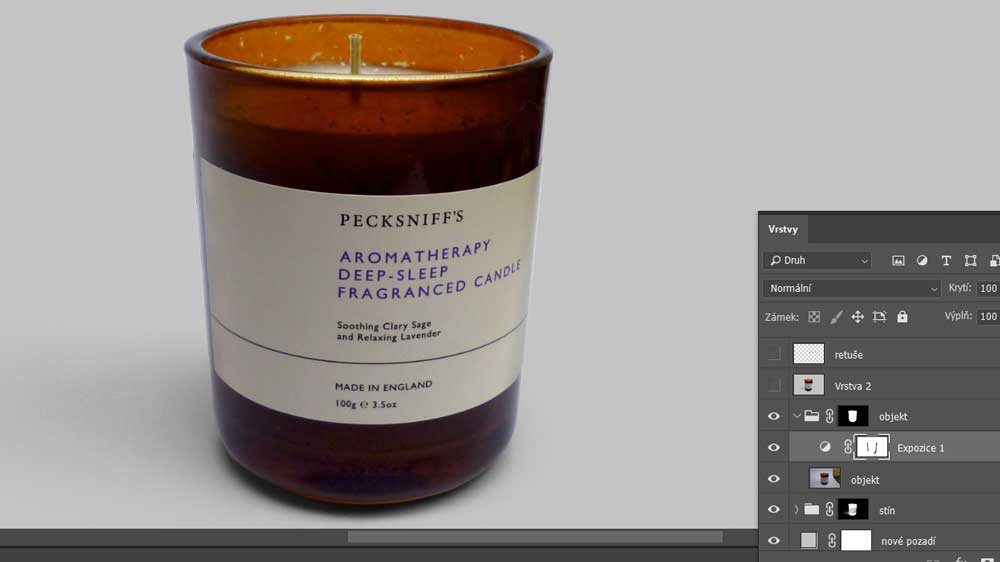 PECKSNIFF'S
AROMATHERAPY
DEEP-SLEEP
FRAGRANCED CANDLE
Soothing Clary Sage
and Relaxing Lavender
MADE IN ENGLAND
100g ℮ 3.5oz
Vrstvy
Druh
Normální
Krytí: 100
Zámek:
Výplň: 100
retuše
Vrstva 2
objekt
Expozice 1
objekt
stín
nové pozadí
fx